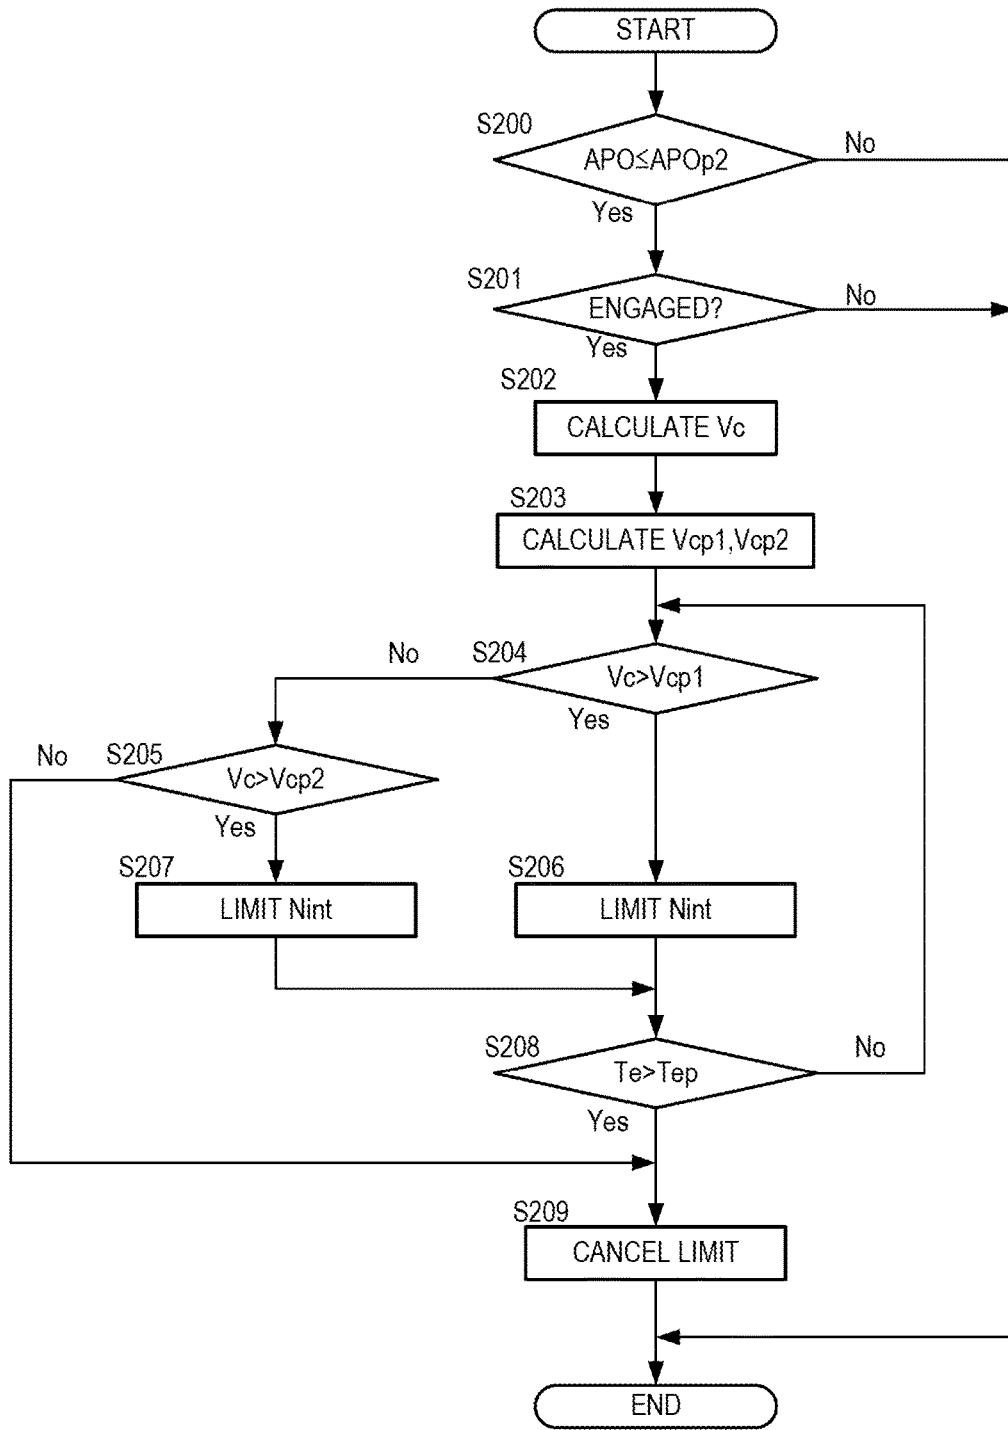 START
S200
APO≤APOp2
No
Yes
S201
ENGAGED?
No
Yes
S202
CALCULATE Vc
S203
CALCULATE Vcp1,Vcp2
No
S204
Vc>Vcp1
Yes
No
S205
Vc>Vcp2
Yes
S207
LIMIT Nint
S206
LIMIT Nint
S208
Te>Tep
No
Yes
S209
CANCEL LIMIT
END